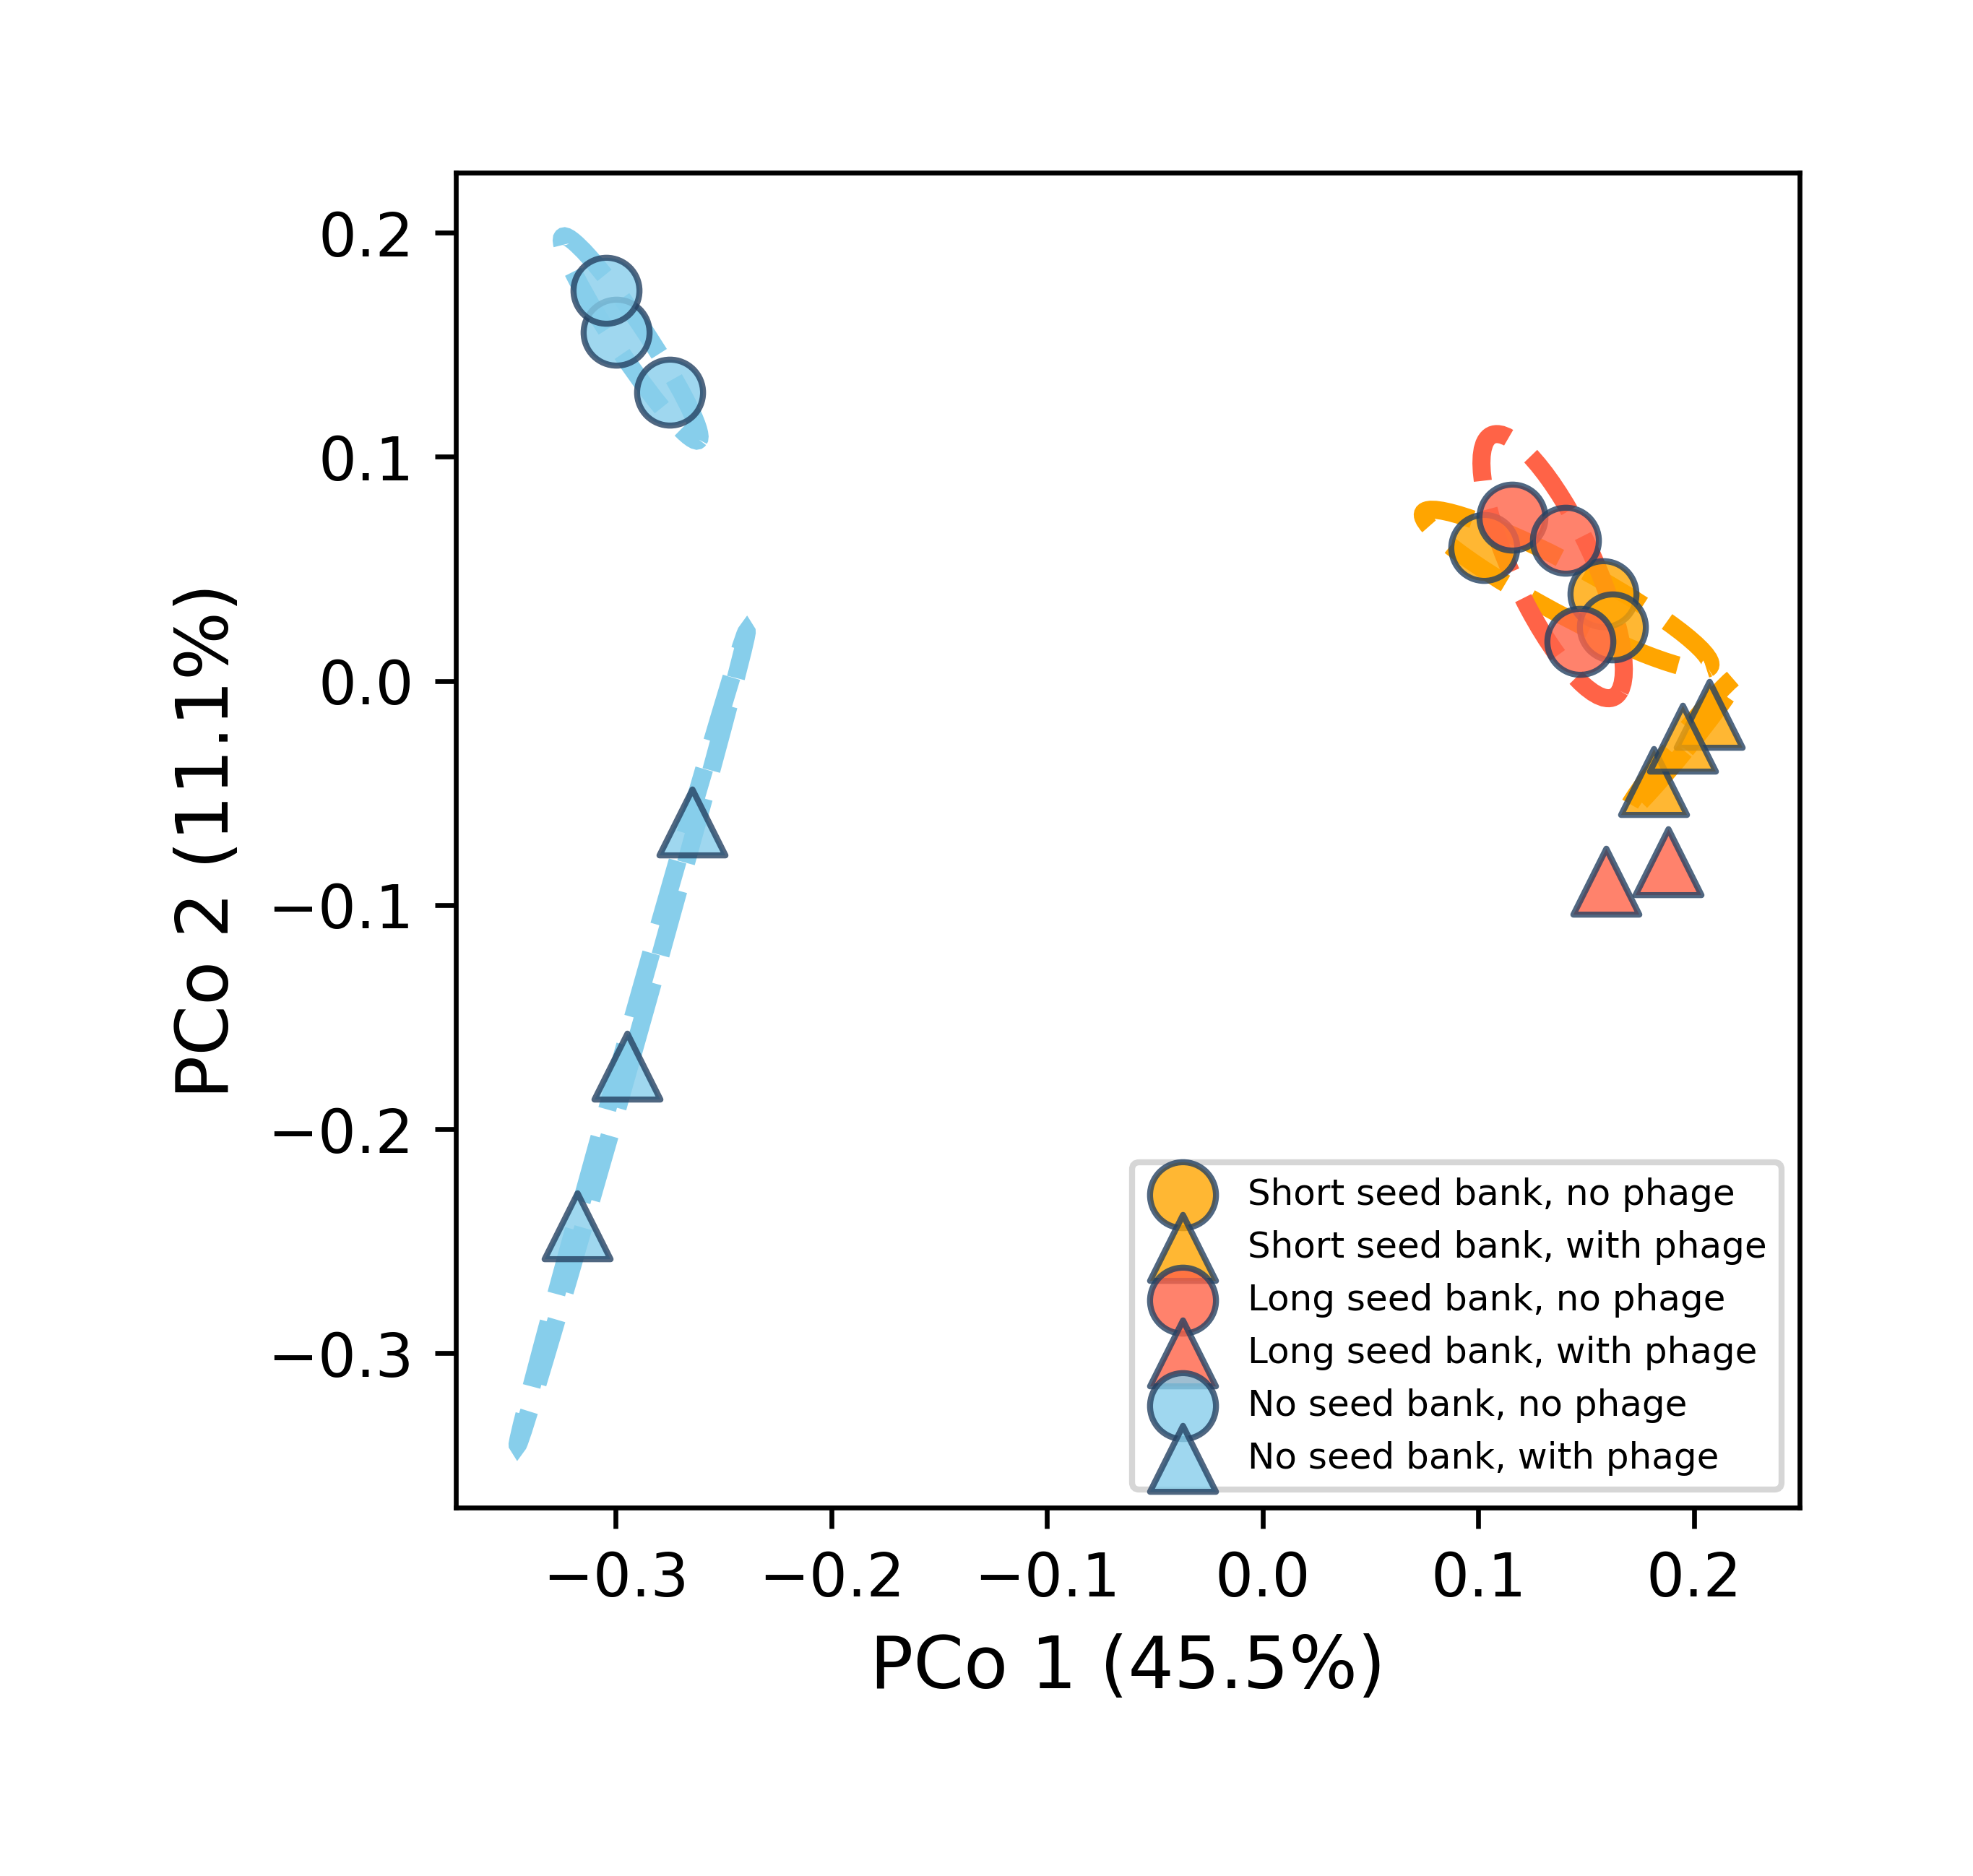 0.2
0.1
0.0
−0.1
−0.2
−0.3
PCo 2 (11.1%)
Short seed bank, no phage
Short seed bank, with phage
Long seed bank, no phage
Long seed bank, with phage
No seed bank, no phage
No seed bank, with phage
−0.3 −0.2 −0.1 0.0 0.1 0.2
PCo 1 (45.5%)